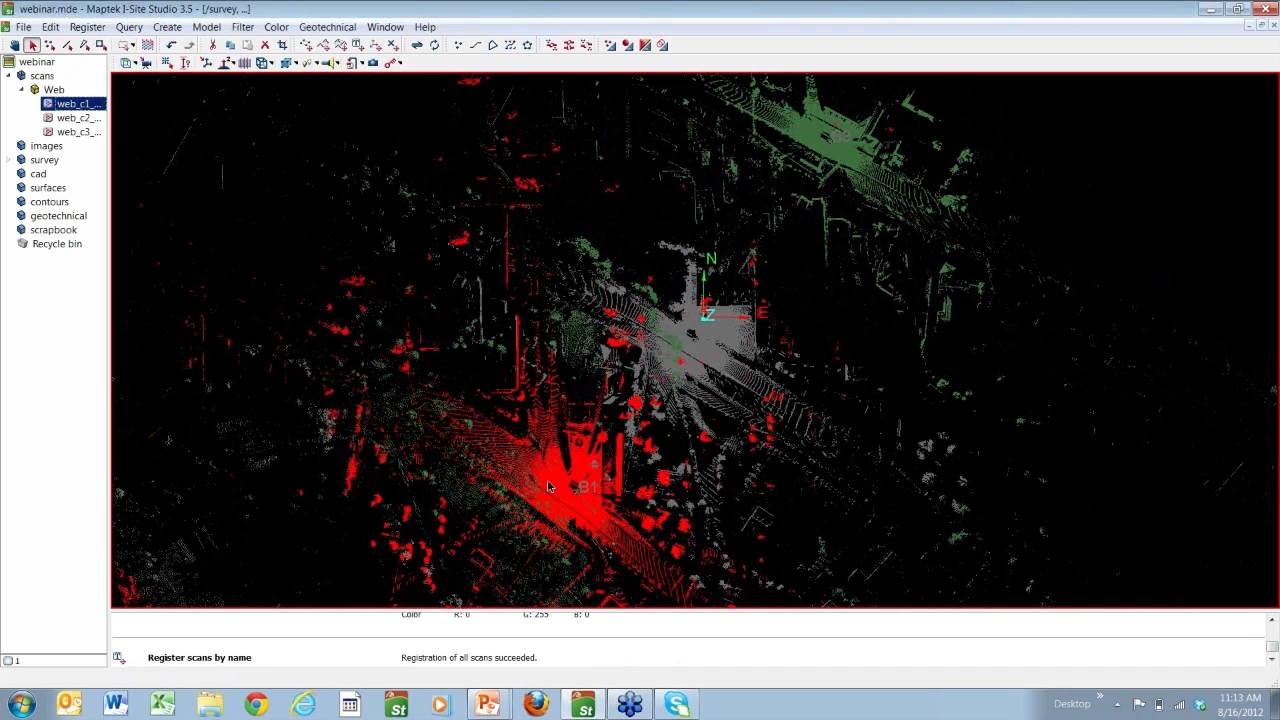 webinar.mde - Maptek I-Site Studio 3.5 - [/survey, ...]
File Edit Register Query Create Model Filter Color Geotechnical Window Help
webinar
scans
Web
web_c1_...
web_c2_...
web_c3_...
images
survey
cad
surfaces
contours
geotechnical
scrapbook
Recycle bin
N
Z E
B1
Color R: 0 G: 255 B: 0
Register scans by name Registration of all scans succeeded.
1
Desktop
11:13 AM
8/16/2012